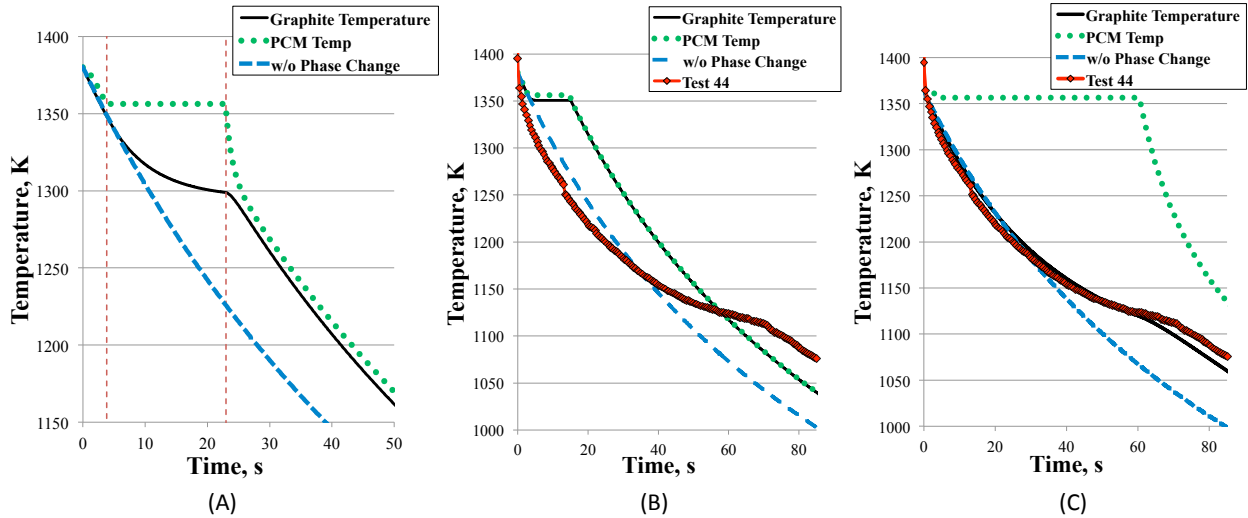 Graphite Temperature
PCM Temp
w/o Phase Change
1400
1350
1300
1250
1200
1150
Temperature, K
0
10
20
30
40
50
Time, s
(A)
Graphite Temperature
PCM Temp
w/o Phase Change
Test 44
1400
1350
1300
1250
1200
1150
1100
1050
1000
Temperature, K
0
20
40
60
80
Time, s
(B)
Graphite Temperature
PCM Temp
w/o Phase Change
Test 44
1400
1350
1300
1250
1200
1150
1100
1050
1000
Temperature, K
0
20
40
60
80
Time, s
(C)